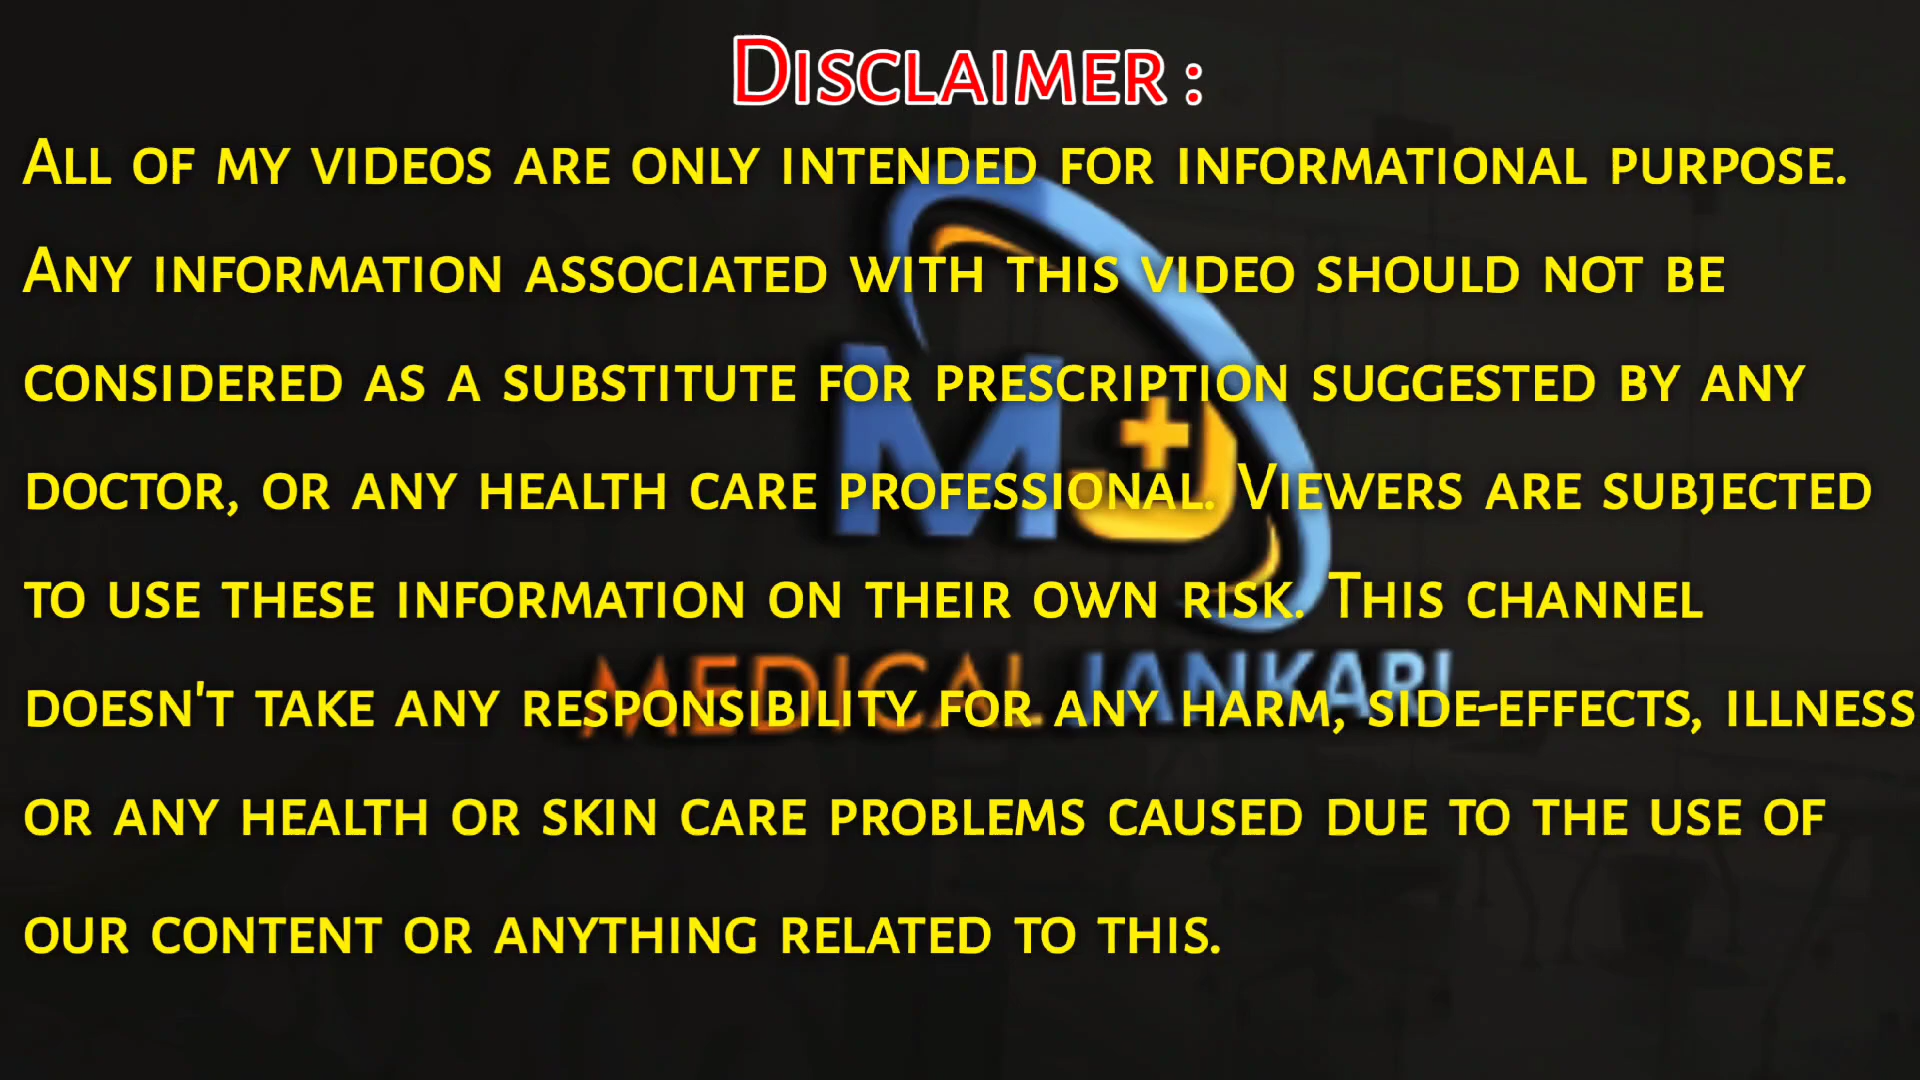 Disclaimer :
All of my videos are only intended for informational purpose.
Any information associated with this video should not be
considered as a substitute for prescription suggested by any
doctor, or any health care professional. Viewers are subjected
to use these information on their own risk. This channel
doesn't take any responsibility for any harm, side-effects, illness
or any health or skin care problems caused due to the use of
our content or anything related to this.
MJ
MEDICAL JANKARI